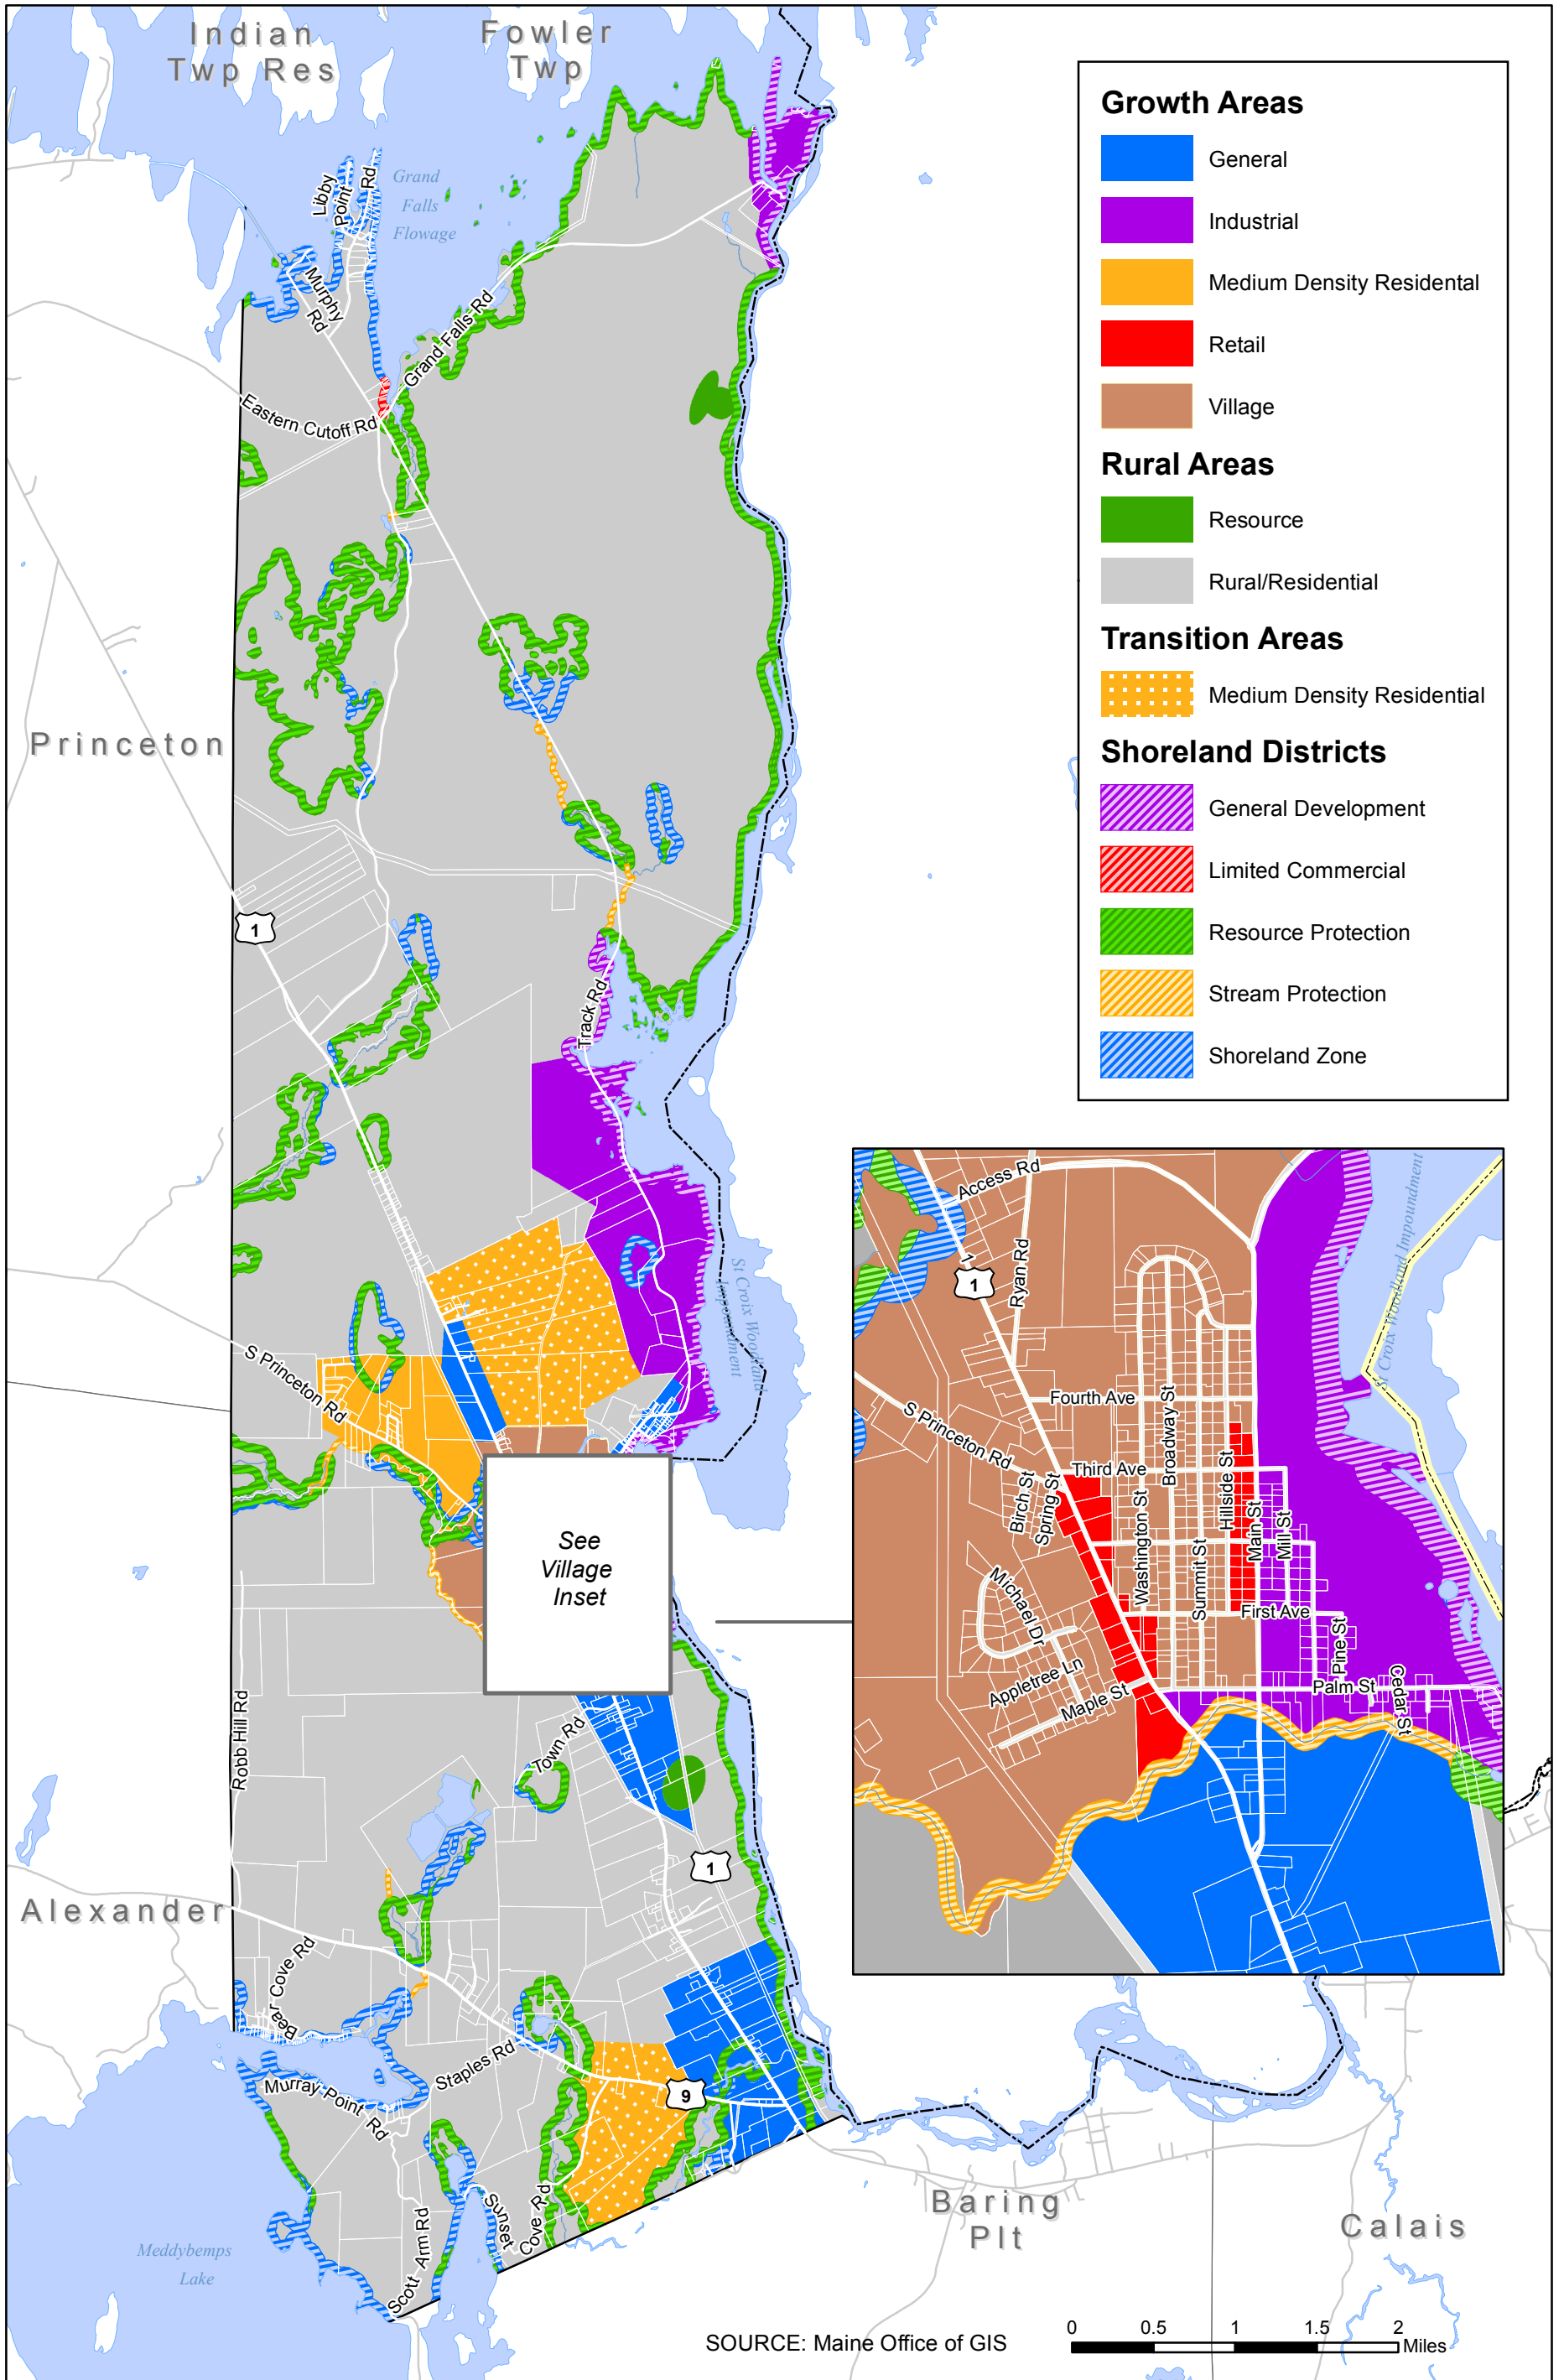 Indian
Twp Res
Fowler
Twp
Growth Areas
General
Industrial
Medium Density Residental
Retail
Village
Rural Areas
Resource
Rural/Residential
Transition Areas
Medium Density Residential
Shoreland Districts
General Development
Limited Commercial
Resource Protection
Stream Protection
Shoreland Zone
Libby
Point
Rd
Grand
Falls
Flowage
Murphy
Rd
Grand Falls Rd
Eastern Cutoff Rd
Princeton
1
Track Rd
St Croix Woodland
Impoundment
S Princeton Rd
See
Village
Inset
Robb Hill Rd
Town Rd
1
Alexander
Bear Cove Rd
Staples Rd
Murray Point Rd
9
Sunset
Cove Rd
Scott Arm Rd
Meddybemps
Lake
Baring
Plt
Calais
Access Rd
Ryan Rd
1
1
St Croix Woodland Impoundment
Fourth Ave
S Princeton Rd
Third Ave
Birch St
Spring St
Washington St
Broadway St
Summit St
Hillside St
Main St
Mill St
First Ave
Michael Dr
Appletree Ln
Maple St
Pine St
Palm St
Cedar St
SOURCE: Maine Office of GIS
0 0.5 1 1.5 2
Miles